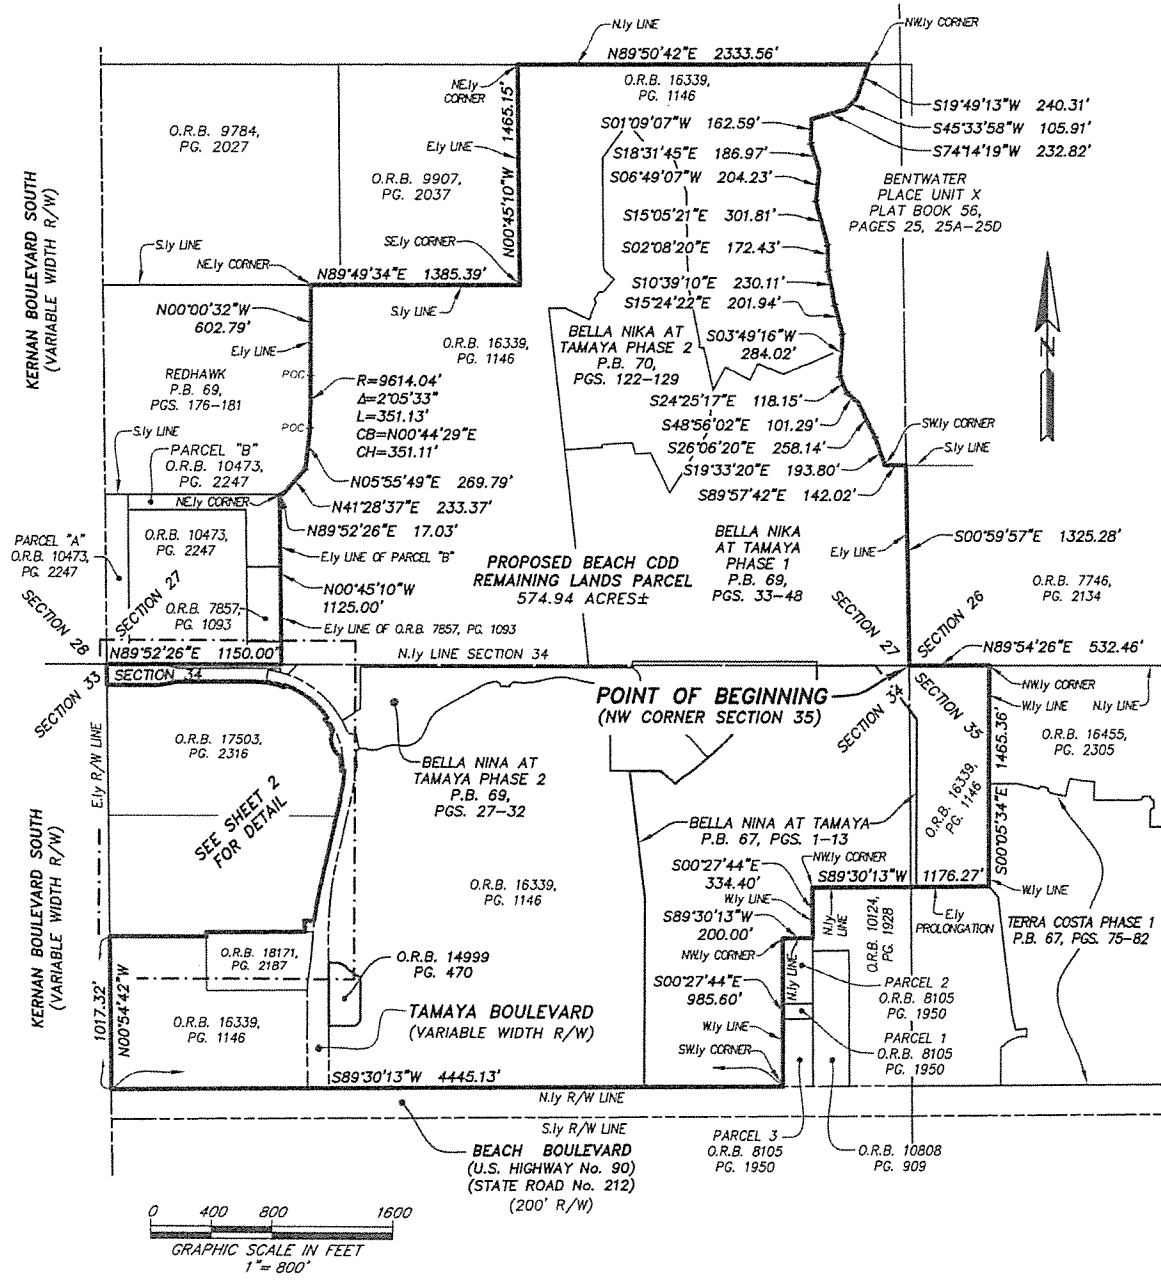 N.ly LINE
NW.ly CORNER
N89°50'42"E 2333.56'
NE.ly
CORNER
O.R.B. 16339,
PG. 1146
S19°49'13"W 240.31'
S45°33'58"W 105.91'
S74°14'19"W 232.82'
O.R.B. 9784,
PG. 2027
1465.15'
N00°45'10"W
E.ly LINE
O.R.B. 9907,
PG. 2037
S01°09'07"W 162.59'
S18°31'45"E 186.97'
S06°49'07"W 204.23'
S15°05'21"E 301.81'
S02°08'20"E 172.43'
S10°39'10"E 230.11'
S15°24'22"E 201.94'
S03°49'16"W
284.02'
BENTWATER
PLACE UNIT X
PLAT BOOK 56,
PAGES 25, 25A-25D
KERNAN BOULEVARD SOUTH
(VARIABLE WIDTH R/W)
S.ly LINE
NE.ly CORNER
SE.ly CORNER
N89°49'34"E 1385.39'
S.ly LINE
N00°00'32"W
602.79'
E.ly LINE
O.R.B. 16339,
PG. 1146
BELLA NIKA AT
TAMAYA PHASE 2
P.B. 70,
PGS. 122-129
N
REDHAWK
P.B. 69,
PGS. 176-181
POC
R=9614.04'
Δ=2°05'33"
L=351.13'
CB=N00°44'29"E
CH=351.11'
POC
S24°25'17"E 118.15'
S48°56'02"E 101.29'
S26°06'20"E 258.14'
S19°33'20"E 193.80'
S89°57'42"E 142.02'
SW.ly CORNER
S.ly LINE
S.ly LINE
PARCEL "B"
O.R.B. 10473,
PG. 2247
NE.ly CORNER
N05°55'49"E 269.79'
N41°28'37"E 233.37'
N89°52'26"E 17.03'
PARCEL "A"
O.R.B. 10473,
PG. 2247
O.R.B. 10473,
PG. 2247
E.ly LINE OF PARCEL "B"
PROPOSED BEACH CDD
REMAINING LANDS PARCEL
574.94 ACRES±
BELLA NIKA
AT TAMAYA
PHASE 1
P.B. 69,
PGS. 33-48
E.ly LINE
S00°59'57"E 1325.28'
O.R.B. 7746,
PG. 2134
N00°45'10"W
1125.00'
O.R.B. 7857,
PG. 1093
E.ly LINE OF O.R.B. 7857, PG. 1093
SECTION 28
SECTION 27
27
SECTION 26
N89°52'26"E 1150.00'
N.ly LINE SECTION 34
N89°54'26"E 532.46'
SECTION 33
SECTION 34
POINT OF BEGINNING
(NW CORNER SECTION 35)
SECTION 34
SECTION 35
NW.ly CORNER
W.ly LINE
N.ly LINE
O.R.B. 16455,
PG. 2305
1465.36'
S00°05'34"E
E.ly R/W LINE
O.R.B. 17503,
PG. 2316
BELLA NINA AT
TAMAYA PHASE 2
P.B. 69,
PGS. 27-32
O.R.B. 16339,
PG. 1146
SEE SHEET 2
FOR DETAIL
BELLA NINA AT TAMAYA
P.B. 67, PGS. 1-13
KERNAN BOULEVARD SOUTH
(VARIABLE WIDTH R/W)
NW.ly CORNER
S00°27'44"E
334.40'
W.ly LINE
S89°30'13"W 1176.27'
W.ly LINE
O.R.B. 16339,
PG. 1146
S89°30'13"W
200.00'
N.ly
LINE
O.R.B. 10124,
PG. 1928
E.ly
PROLONGATION
TERRA COSTA PHASE 1
P.B. 67, PGS. 75-82
1017.32'
N00°54'42"W
O.R.B. 18171,
PG. 2187
O.R.B. 14999
PG. 470
NW.ly CORNER
N.ly LINE
S00°27'44"E
985.60'
PARCEL 2
O.R.B. 8105
PG. 1950
O.R.B. 16339,
PG. 1146
TAMAYA BOULEVARD
(VARIABLE WIDTH R/W)
W.ly LINE
PARCEL 1
O.R.B. 8105
PG. 1950
SW.ly CORNER
S89°30'13"W 4445.13'
N.ly R/W LINE
S.ly R/W LINE
BEACH BOULEVARD
(U.S. HIGHWAY No. 90)
(STATE ROAD No. 212)
(200' R/W)
PARCEL 3
O.R.B. 8105
PG. 1950
O.R.B. 10808
PG. 909
0 400 800 1600
GRAPHIC SCALE IN FEET
1"= 800'